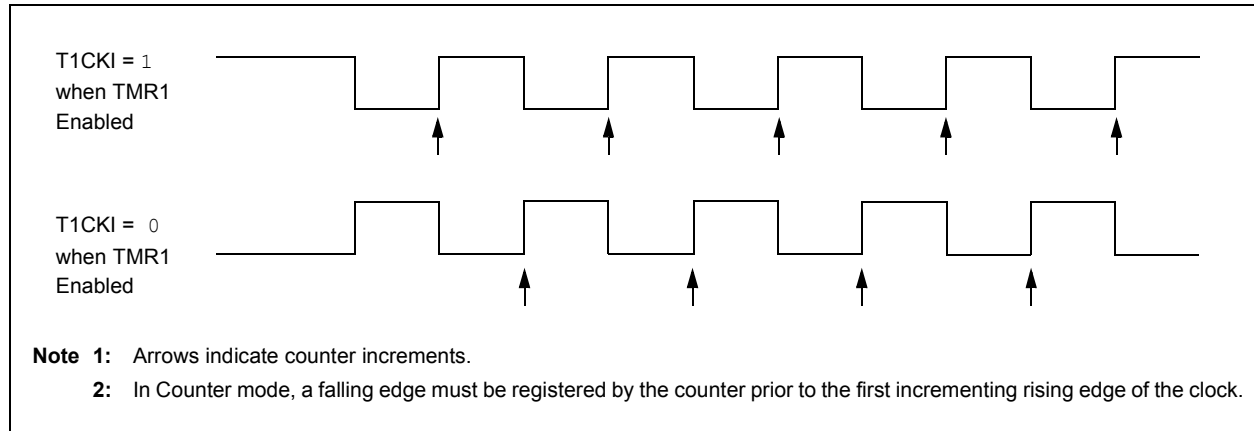 T1CKI = 1
when TMR1
Enabled
T1CKI = 0
when TMR1
Enabled
Note 1: Arrows indicate counter increments.
2: In Counter mode, a falling edge must be registered by the counter prior to the first incrementing rising edge of the clock.